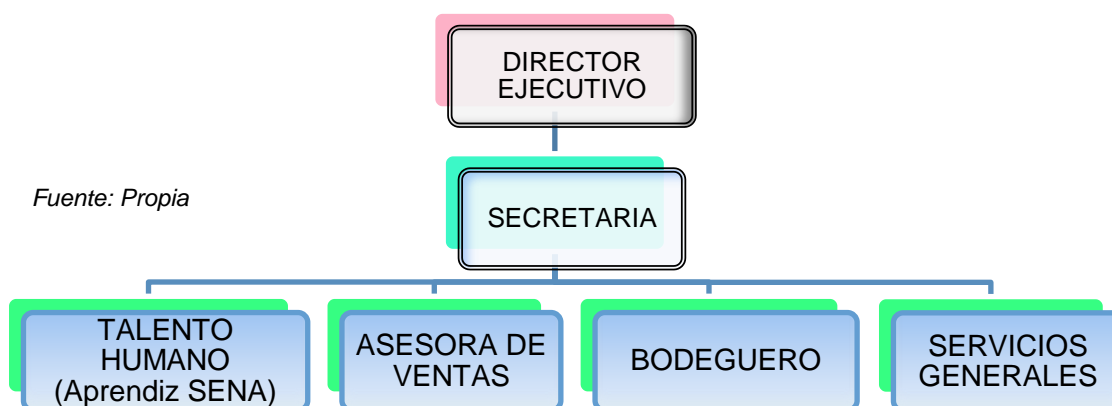 DIRECTOR
EJECUTIVO
Fuente: Propia
SECRETARIA
TALENTO
HUMANO
(Aprendiz SENA)
ASESORA DE
VENTAS
BODEGUERO
SERVICIOS
GENERALES